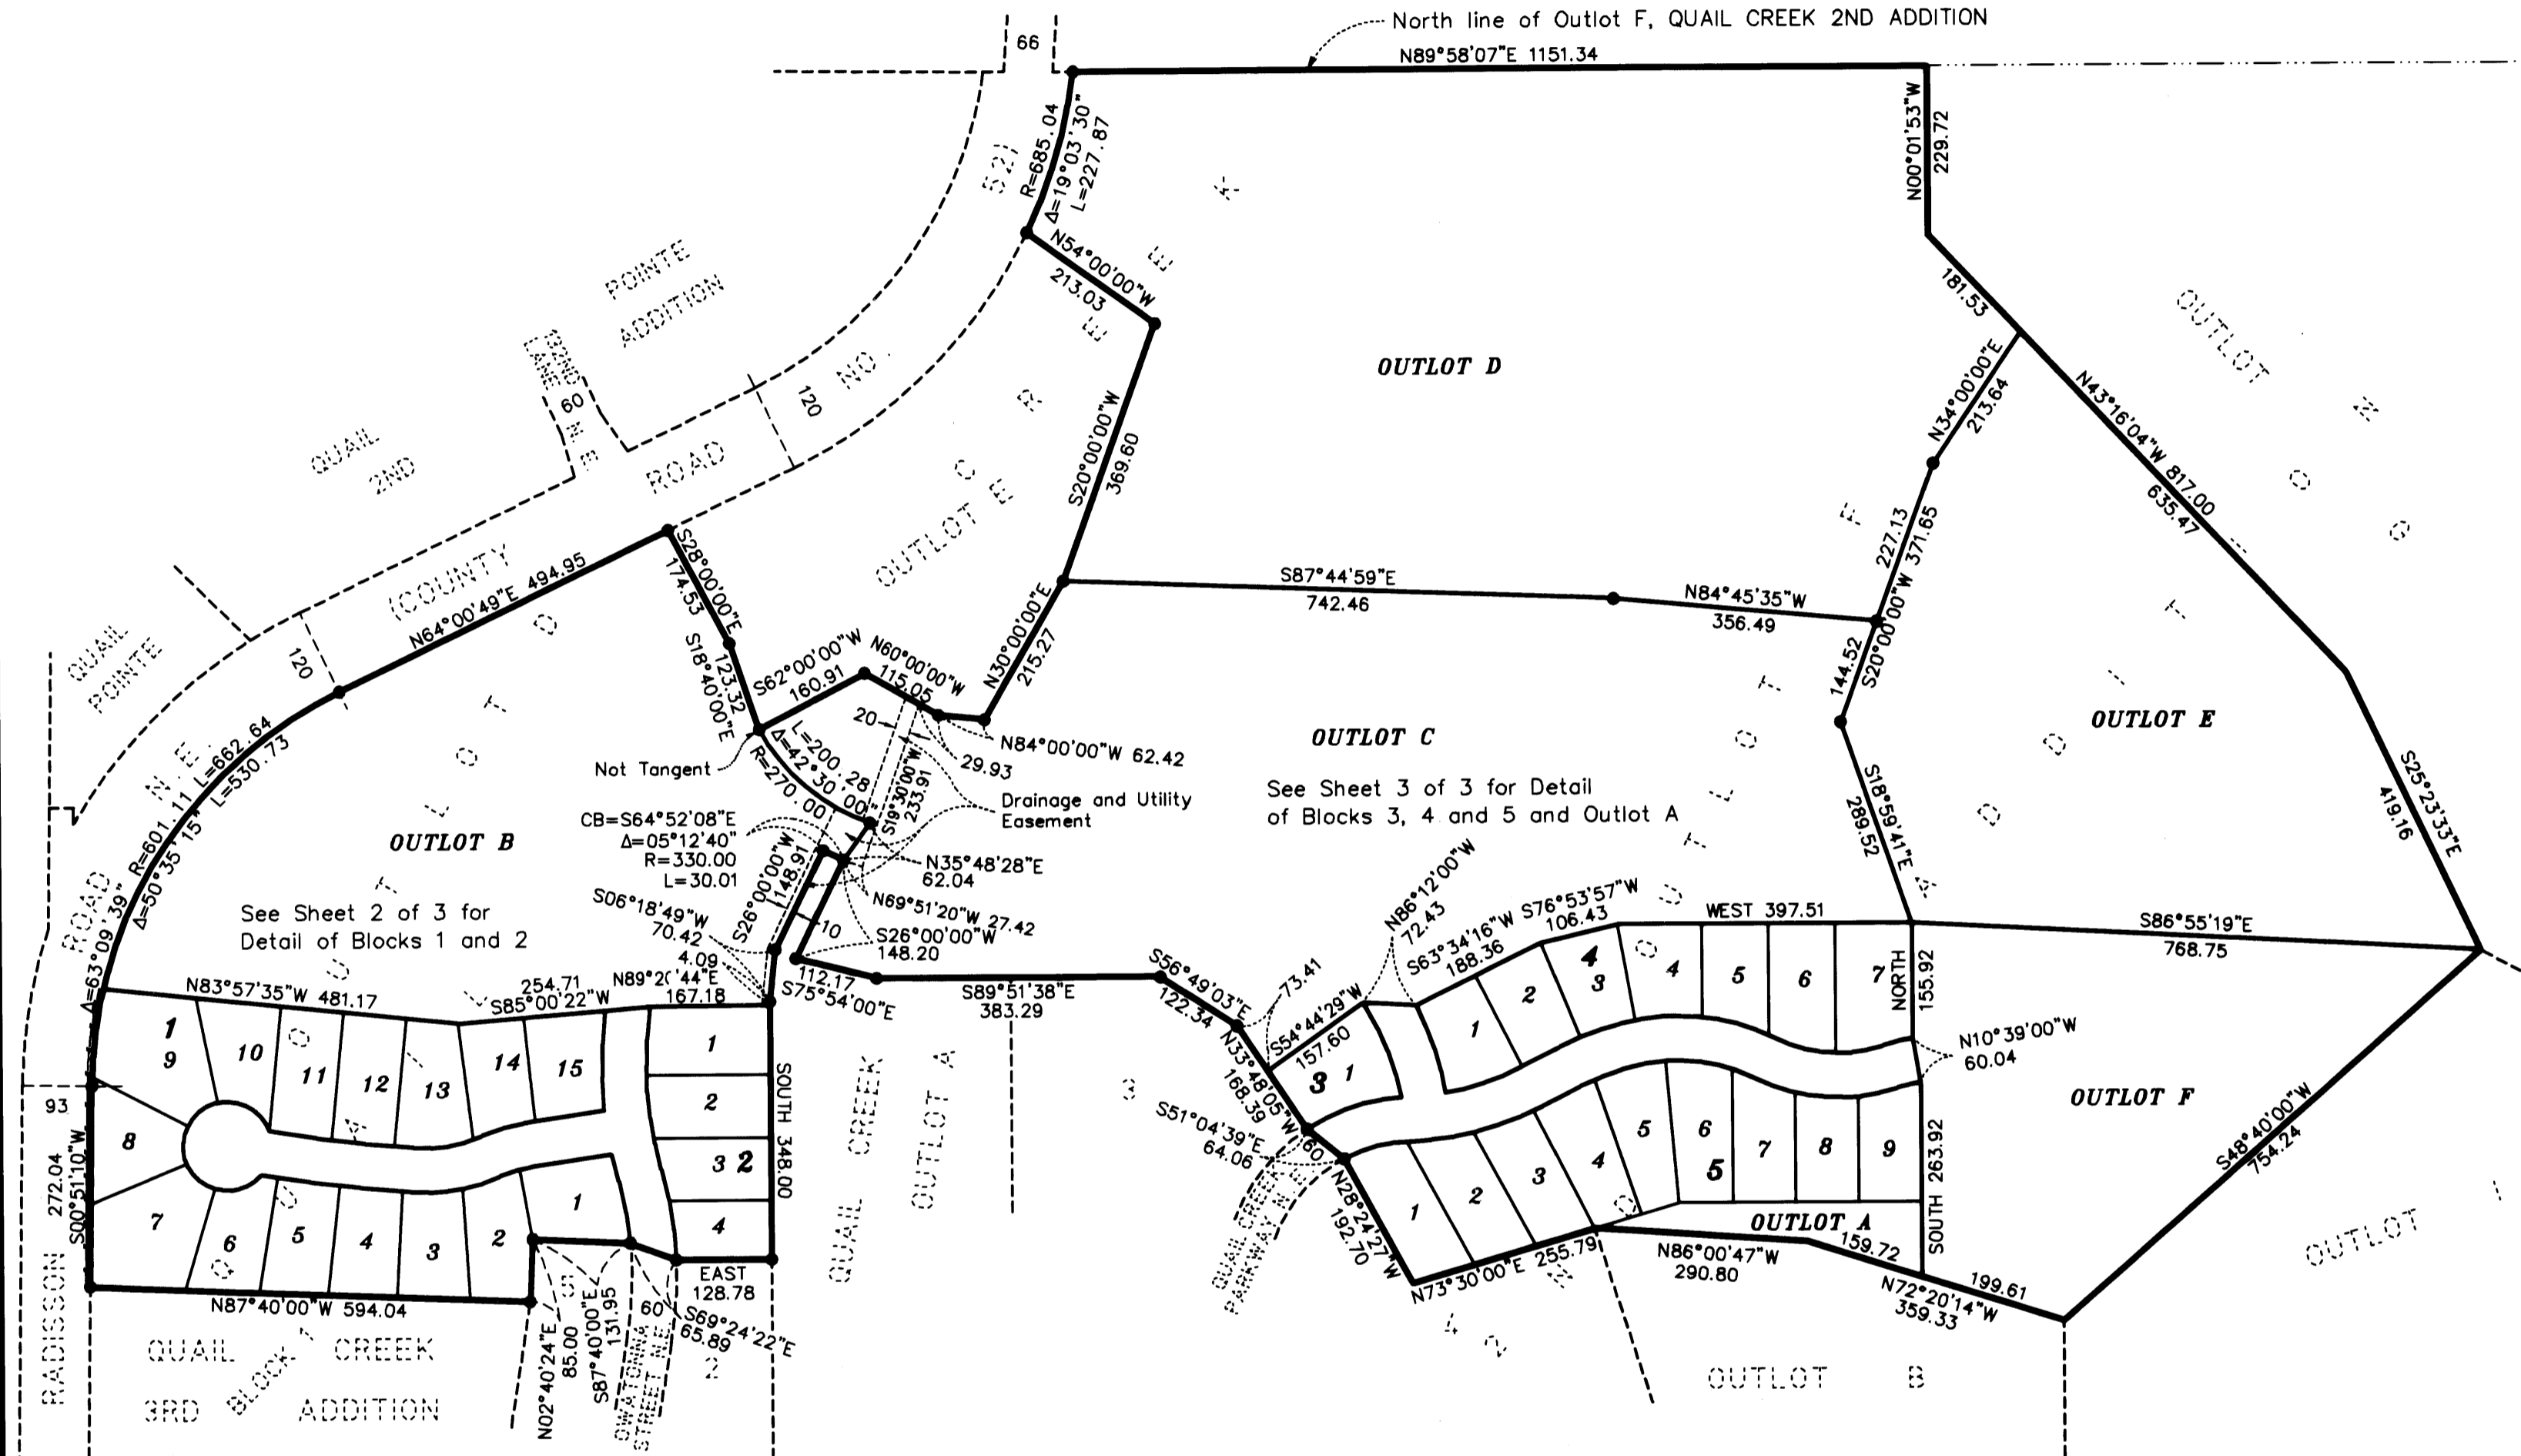 North line of Outlot F, QUAIL CREEK 2ND ADDITION
N89°58'07"E 1151.34
66
N00°01'53"W
229.72
R=685.04
Δ=19°03'30"
L=227.87
52)
N54°00'00"W
213.03
181.53
OUTLOT
POINTE
ADDITION
OUTLOT D
S20°00'00"W
369.60
N34°00'00"E
213.64
N43°16'04"W 817.00
635.47
60
N E
120
NO.
QUAIL
2ND
ROAD
C R E E K
OUTLOT E
227.13
S20°00'00"W 371.65
144.52
(COUNTY
N64°00'49"E 494.95
S28°00'00"E
174.53
S87°44'59"E
742.46
N84°45'35"W
356.49
QUAIL
POINTE
120
S18°40'00"E
123.32
S62°00'00"W
160.91
N60°00'00"W
115.05
N30°00'00"E
215.27
OUTLOT C
OUTLOT E
20
N84°00'00"W 62.42
29.93
Not Tangent
L=200.28
Δ=42°30'00"
R=270.00
S19°30'00"W
233.91
Drainage and Utility
Easement
See Sheet 3 of 3 for Detail
of Blocks 3, 4 and 5 and Outlot A
S25°23'33"E
419.16
S18°59'41"E
289.52
R=601.11 L=662.64
Δ=50°35'15" L=530.73
Δ=63°09'39"
ROAD N.E.
OUTLOT B
See Sheet 2 of 3 for
Detail of Blocks 1 and 2
CB=S64°52'08"E
Δ=05°12'40"
R=330.00
L=30.01
S26°00'00"W
148.91
N35°48'28"E
62.04
N69°51'20"W 27.42
S06°18'49"W
70.42
4.09
10
S26°00'00"W
148.20
112.17
S75°54'00"E
S89°51'38"E
383.29
S56°49'03"E
122.34
73.41
N86°12'00"W
72.43
S63°34'16"W
188.36
S76°53'57"W
106.43
WEST 397.51
S86°55'19"E
768.75
N83°57'35"W 481.17
254.71
S85°00'22"W
167.18
S54°44'29"W
157.60
N33°48'05"W
168.39
NORTH
155.92
N10°39'00"W
60.04
1
9
10
11
12
13
14
15
1
2
3
2
4
8
7
6
5
4
3
2
1
SOUTH 348.00
QUAIL CREEK
OUTLOT A
3
3
1
1
2
4
3
4
5
6
7
S51°04'39"E
64.06
60
QUAIL CREEK
PARKWAY N E
N28°24'27"W
192.70
1
2
3
4
5
6
5
7
8
9
OUTLOT A
SOUTH 263.92
OUTLOT F
S48°40'00"W
754.24
N73°30'00"E 255.79
N86°00'47"W
290.80
159.72
199.61
N72°20'14"W
359.33
93
272.04
S00°51'10"W
RADISSON
N87°40'00"W 594.04
EAST
128.78
S69°24'22"E
65.89
N02°40'24"E
85.00
S87°40'00"E
131.95
60
OWATONNA
STREET N E
QUAIL CREEK
BLOCK 1
3RD ADDITION
2
OUTLOT B
OUTLOT